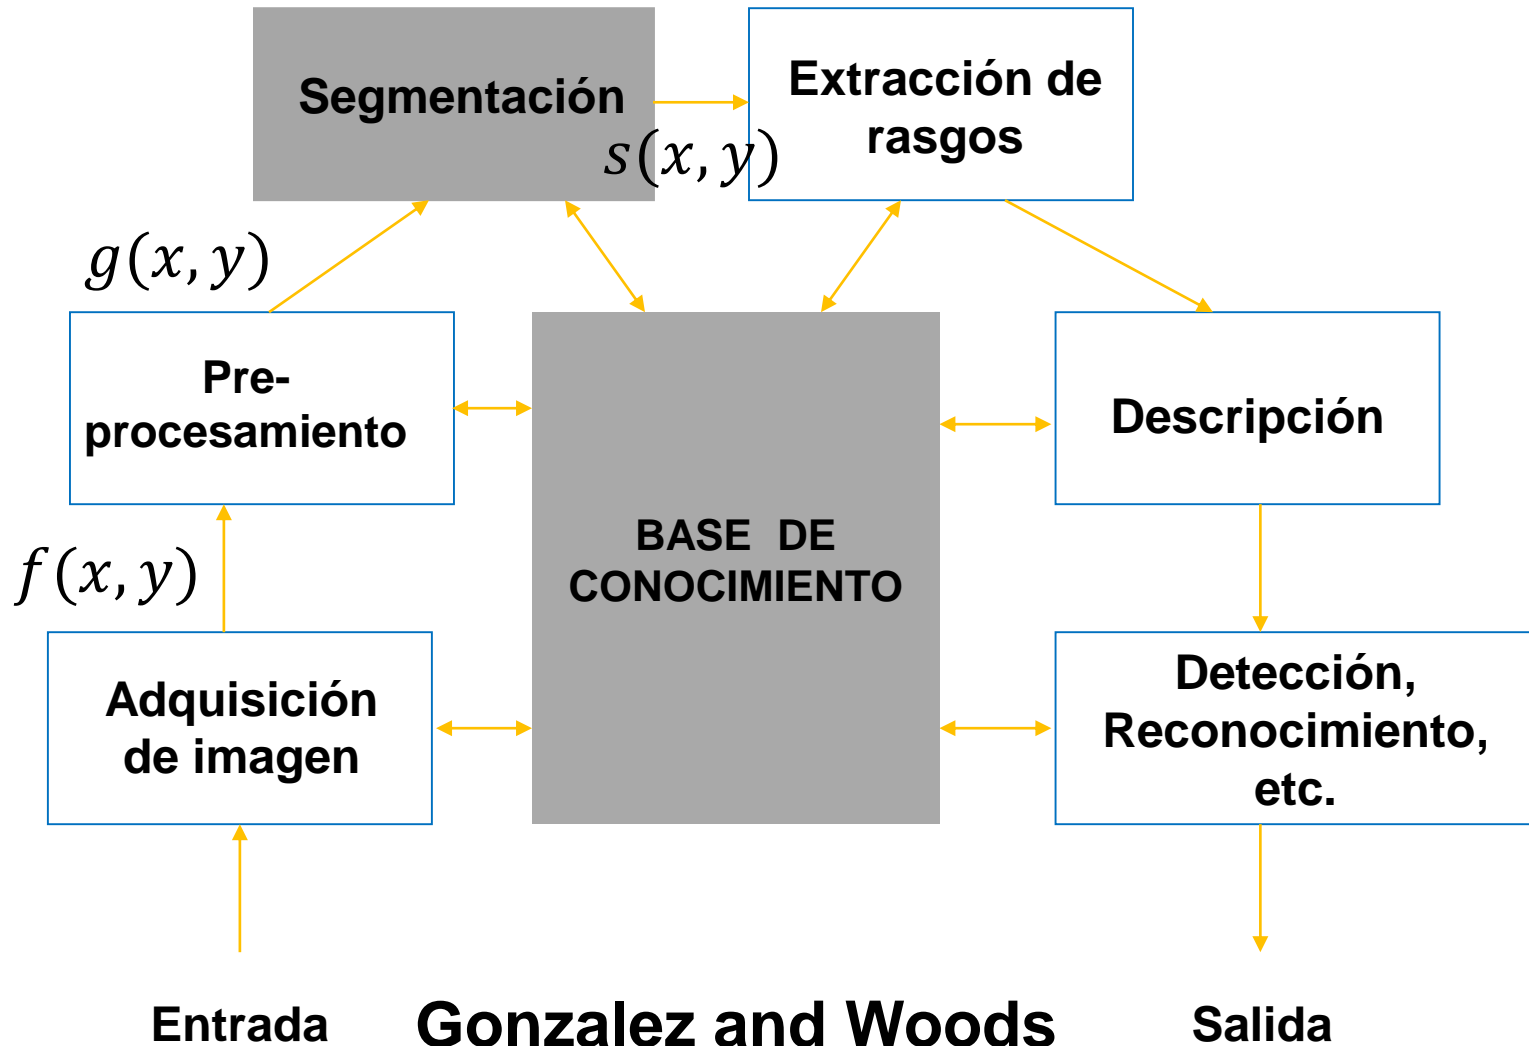 Segmentación
Extracción de
rasgos
s(x, y)
g(x, y)
Pre-
procesamiento
BASE DE
CONOCIMIENTO
Descripción
f(x, y)
Adquisición
de imagen
Detección,
Reconocimiento,
etc.
Entrada
Gonzalez and Woods
Salida